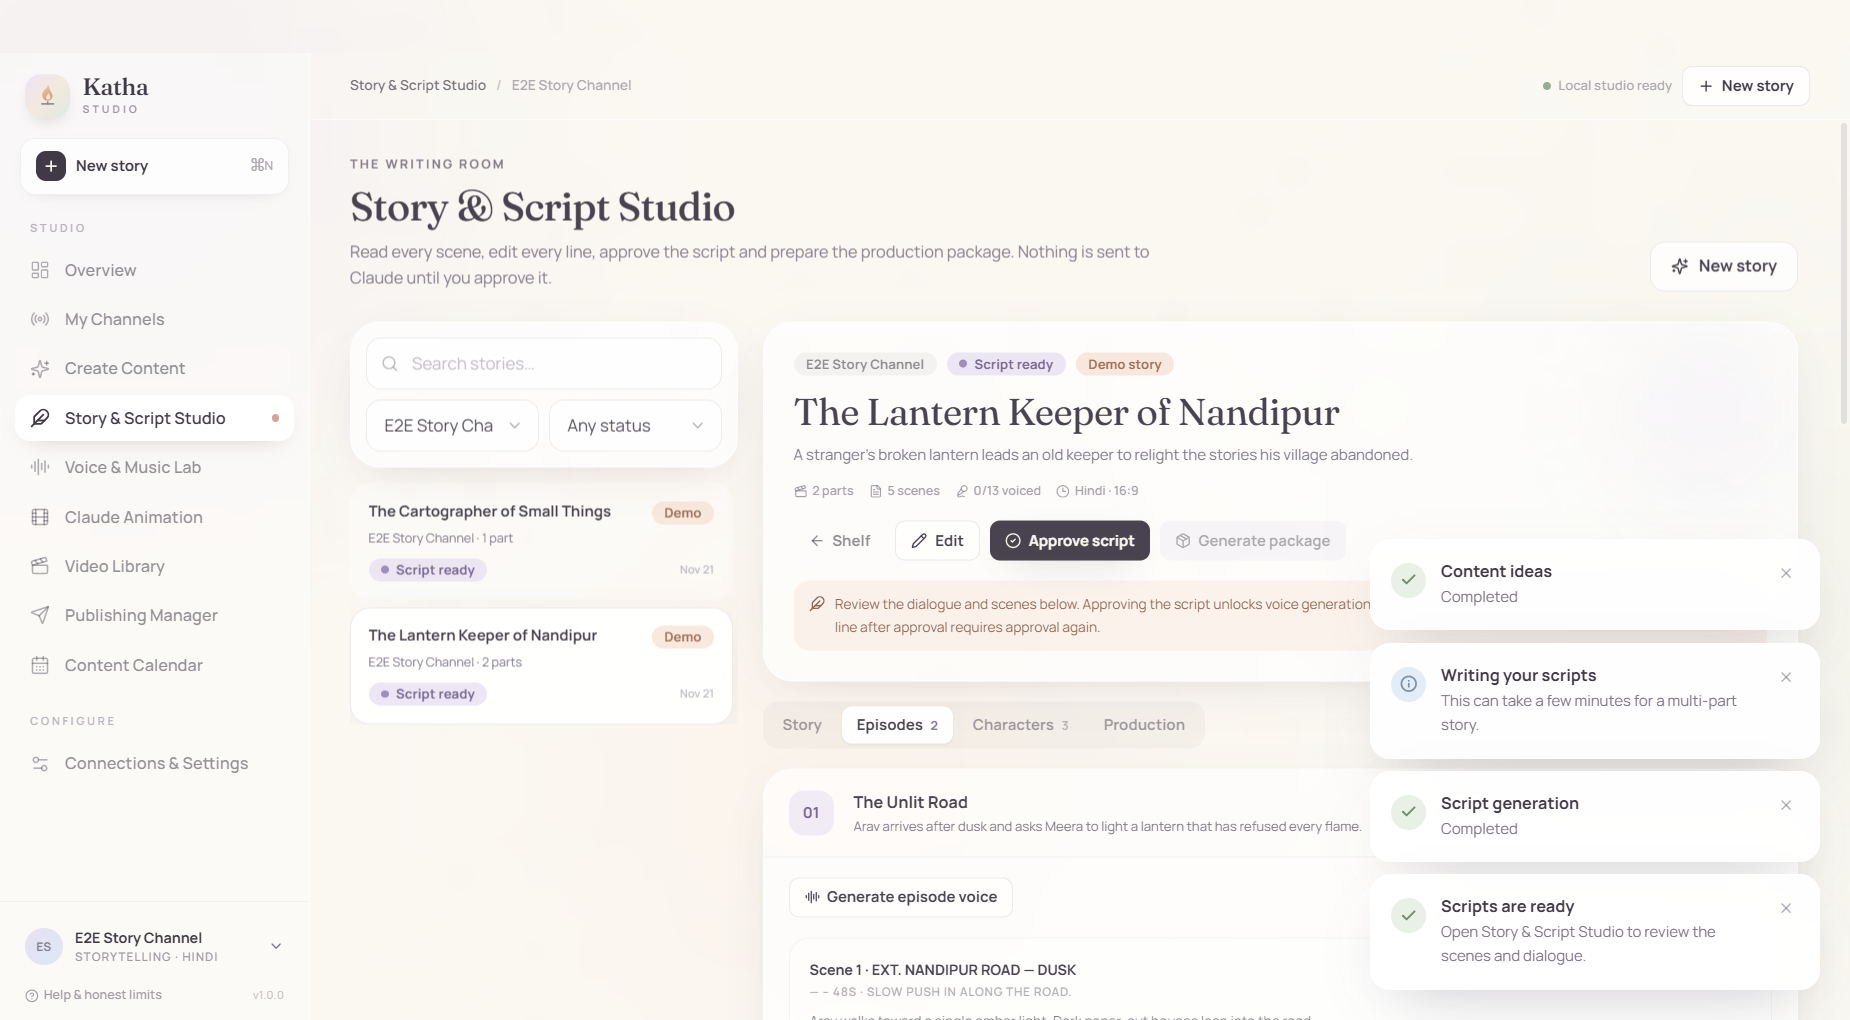 Katha
STUDIO
New story
⌘N
STUDIO
Overview
My Channels
Create Content
Story & Script Studio
Voice & Music Lab
Claude Animation
Video Library
Publishing Manager
Content Calendar
CONFIGURE
Connections & Settings
ES
E2E Story Channel
STORYTELLING · HINDI
Help & honest limits
v1.0.0
Story & Script Studio / E2E Story Channel
Local studio ready
New story
THE WRITING ROOM
Story & Script Studio
Read every scene, edit every line, approve the script and prepare the production package. Nothing is sent to
Claude until you approve it.
New story
Search stories...
E2E Story Cha
Any status
The Cartographer of Small Things
Demo
E2E Story Channel · 1 part
Script ready
Nov 21
The Lantern Keeper of Nandipur
Demo
E2E Story Channel · 2 parts
Script ready
Nov 21
E2E Story Channel
Script ready
Demo story
The Lantern Keeper of Nandipur
A stranger's broken lantern leads an old keeper to relight the stories his village abandoned.
2 parts
5 scenes
0/13 voiced
Hindi · 16:9
Shelf
Edit
Approve script
Generate package
Review the dialogue and scenes below. Approving the script unlocks voice generation
line after approval requires approval again.
Story
Episodes 2
Characters 3
Production
01
The Unlit Road
Arav arrives after dusk and asks Meera to light a lantern that has refused every flame.
Generate episode voice
Scene 1 · EXT. NANDIPUR ROAD — DUSK
— – 48S · SLOW PUSH IN ALONG THE ROAD.
Content ideas
Completed
Writing your scripts
This can take a few minutes for a multi-part
story.
Script generation
Completed
Scripts are ready
Open Story & Script Studio to review the
scenes and dialogue.